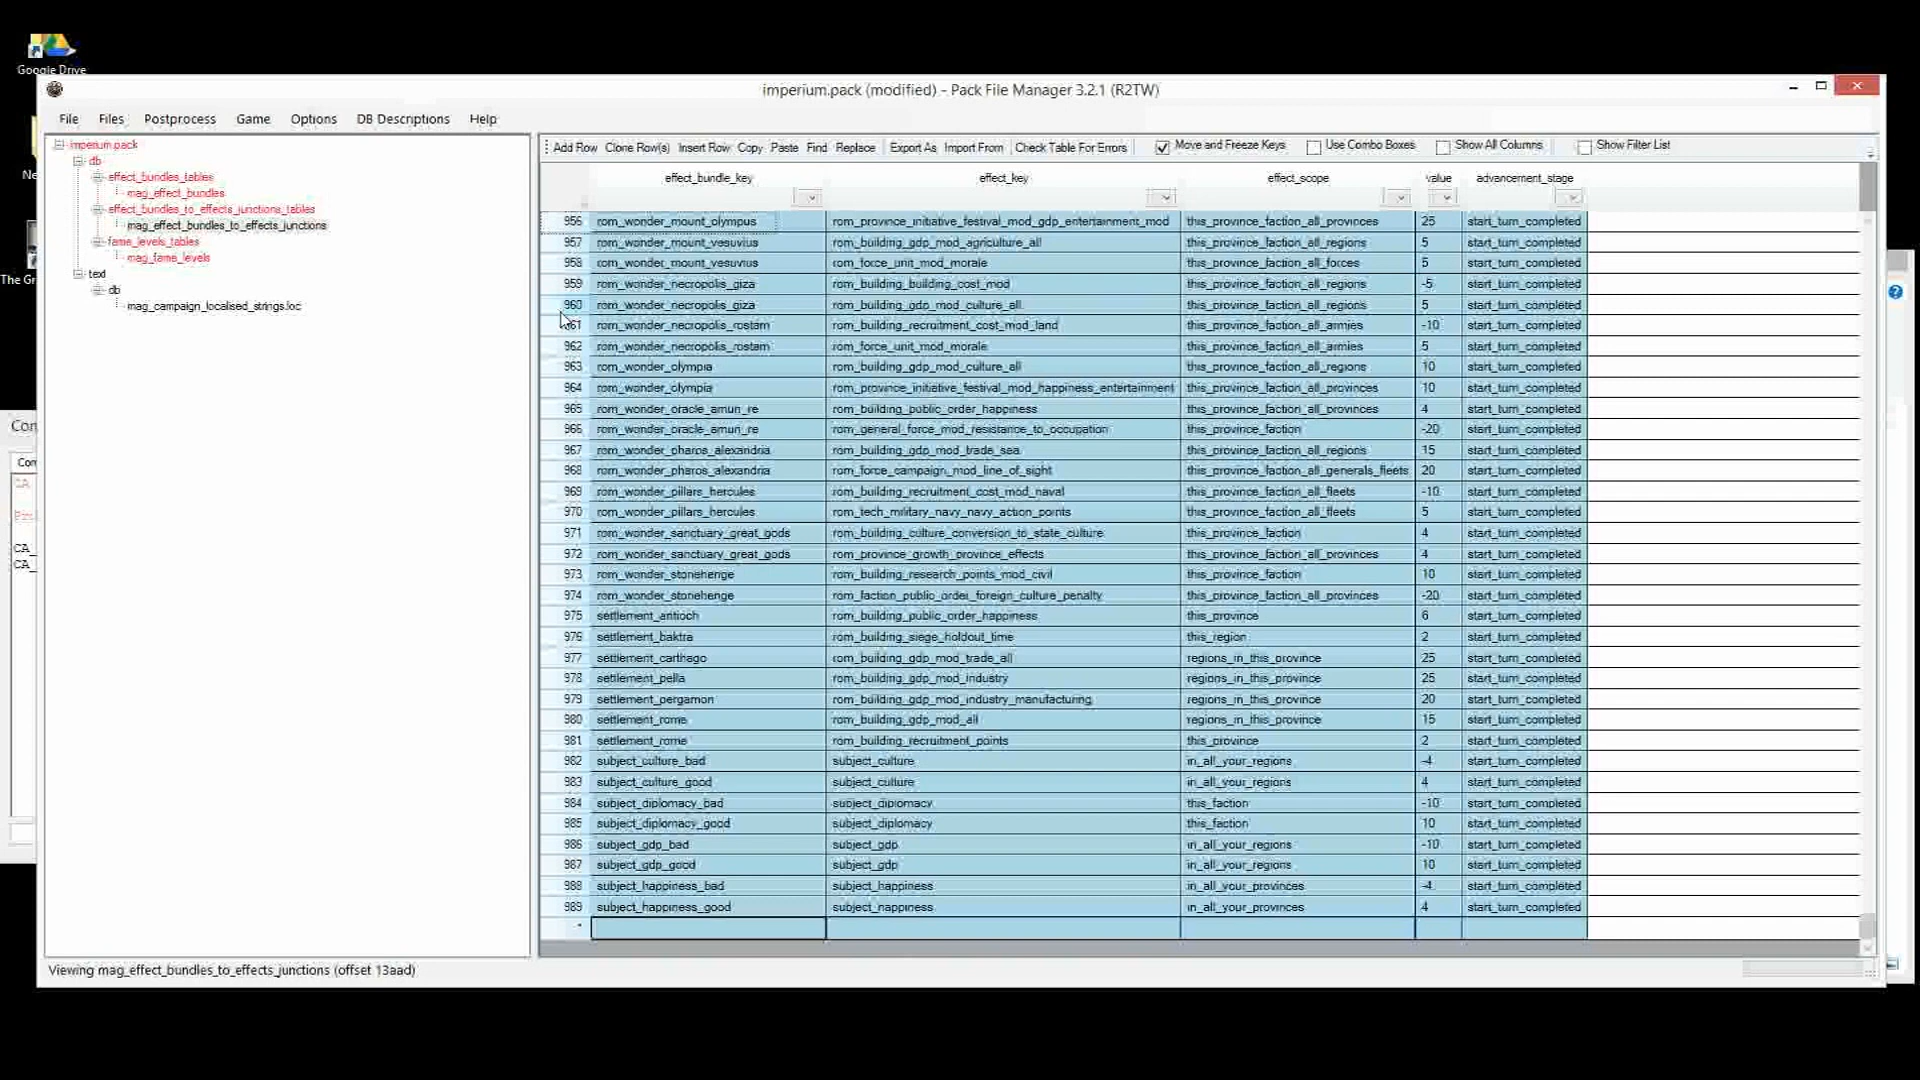 Google Drive
imperium.pack (modified) - Pack File Manager 3.2.1 (R2TW)
File Files Postprocess Game Options DB Descriptions Help
imperium.pack
db
effect_bundles_tables
mag_effect_bundles
effect_bundles_to_effects_junctions_tables
mag_effect_bundles_to_effects_junctions
fame_levels_tables
mag_fame_levels
text
db
mag_campaign_localised_strings.loc
Ne
The Gr
Con
Con
CA
CA_
CA_
Add Row Clone Row(s) Insert Row Copy Paste Find Replace Export As Import From Check Table For Errors Move and Freeze Keys Use Combo Boxes Show All Columns Show Filter List
effect_bundle_key effect_key effect_scope value advancement_stage
956 rom_wonder_mount_olympus rom_province_initiative_festival_mod_gdp_entertainment_mod this_province_faction_all_provinces 25 start_turn_completed
957 rom_wonder_mount_vesuvius rom_building_gdp_mod_agriculture_all this_province_faction_all_regions 5 start_turn_completed
958 rom_wonder_mount_vesuvius rom_force_unit_mod_morale this_province_faction_all_forces 5 start_turn_completed
959 rom_wonder_necropolis_giza rom_building_building_cost_mod this_province_faction_all_regions -5 start_turn_completed
960 rom_wonder_necropolis_giza rom_building_gdp_mod_culture_all this_province_faction_all_regions 5 start_turn_completed
961 rom_wonder_necropolis_rostam rom_building_recruitment_cost_mod_land this_province_faction_all_armies -10 start_turn_completed
962 rom_wonder_necropolis_rostam rom_force_unit_mod_morale this_province_faction_all_armies 5 start_turn_completed
963 rom_wonder_olympia rom_building_gdp_mod_culture_all this_province_faction_all_regions 10 start_turn_completed
964 rom_wonder_olympia rom_province_initiative_festival_mod_happiness_entertainment this_province_faction_all_provinces 10 start_turn_completed
965 rom_wonder_oracle_amun_re rom_building_public_order_happiness this_province_faction_all_provinces 4 start_turn_completed
966 rom_wonder_oracle_amun_re rom_general_force_mod_resistance_to_occupation this_province_faction -20 start_turn_completed
967 rom_wonder_pharos_alexandria rom_building_gdp_mod_trade_sea this_province_faction_all_regions 15 start_turn_completed
968 rom_wonder_pharos_alexandria rom_force_campaign_mod_line_of_sight this_province_faction_all_generals_fleets 20 start_turn_completed
969 rom_wonder_pillars_hercules rom_building_recruitment_cost_mod_naval this_province_faction_all_fleets -10 start_turn_completed
970 rom_wonder_pillars_hercules rom_tech_military_navy_navy_action_points this_province_faction_all_fleets 5 start_turn_completed
971 rom_wonder_sanctuary_great_gods rom_building_culture_conversion_to_state_culture this_province_faction 4 start_turn_completed
972 rom_wonder_sanctuary_great_gods rom_province_growth_province_effects this_province_faction_all_provinces 4 start_turn_completed
973 rom_wonder_stonehenge rom_building_research_points_mod_civil this_province_faction 10 start_turn_completed
974 rom_wonder_stonehenge rom_faction_public_order_foreign_culture_penalty this_province_faction_all_provinces -20 start_turn_completed
975 settlement_antioch rom_building_public_order_happiness this_province 6 start_turn_completed
976 settlement_baktra rom_building_siege_holdout_time this_region 2 start_turn_completed
977 settlement_carthago rom_building_gdp_mod_trade_all regions_in_this_province 25 start_turn_completed
978 settlement_pella rom_building_gdp_mod_industry regions_in_this_province 25 start_turn_completed
979 settlement_pergamon rom_building_gdp_mod_industry_manufacturing regions_in_this_province 20 start_turn_completed
980 settlement_rome rom_building_gdp_mod_all regions_in_this_province 15 start_turn_completed
981 settlement_rome rom_building_recruitment_points this_province 2 start_turn_completed
982 subject_culture_bad subject_culture in_all_your_regions -4 start_turn_completed
983 subject_culture_good subject_culture in_all_your_regions 4 start_turn_completed
984 subject_diplomacy_bad subject_diplomacy this_faction -10 start_turn_completed
985 subject_diplomacy_good subject_diplomacy this_faction 10 start_turn_completed
986 subject_gdp_bad subject_gdp in_all_your_regions -10 start_turn_completed
987 subject_gdp_good subject_gdp in_all_your_regions 10 start_turn_completed
988 subject_happiness_bad subject_happiness in_all_your_provinces -4 start_turn_completed
989 subject_happiness_good subject_happiness in_all_your_provinces 4 start_turn_completed
Viewing mag_effect_bundles_to_effects_junctions (offset 13aad)